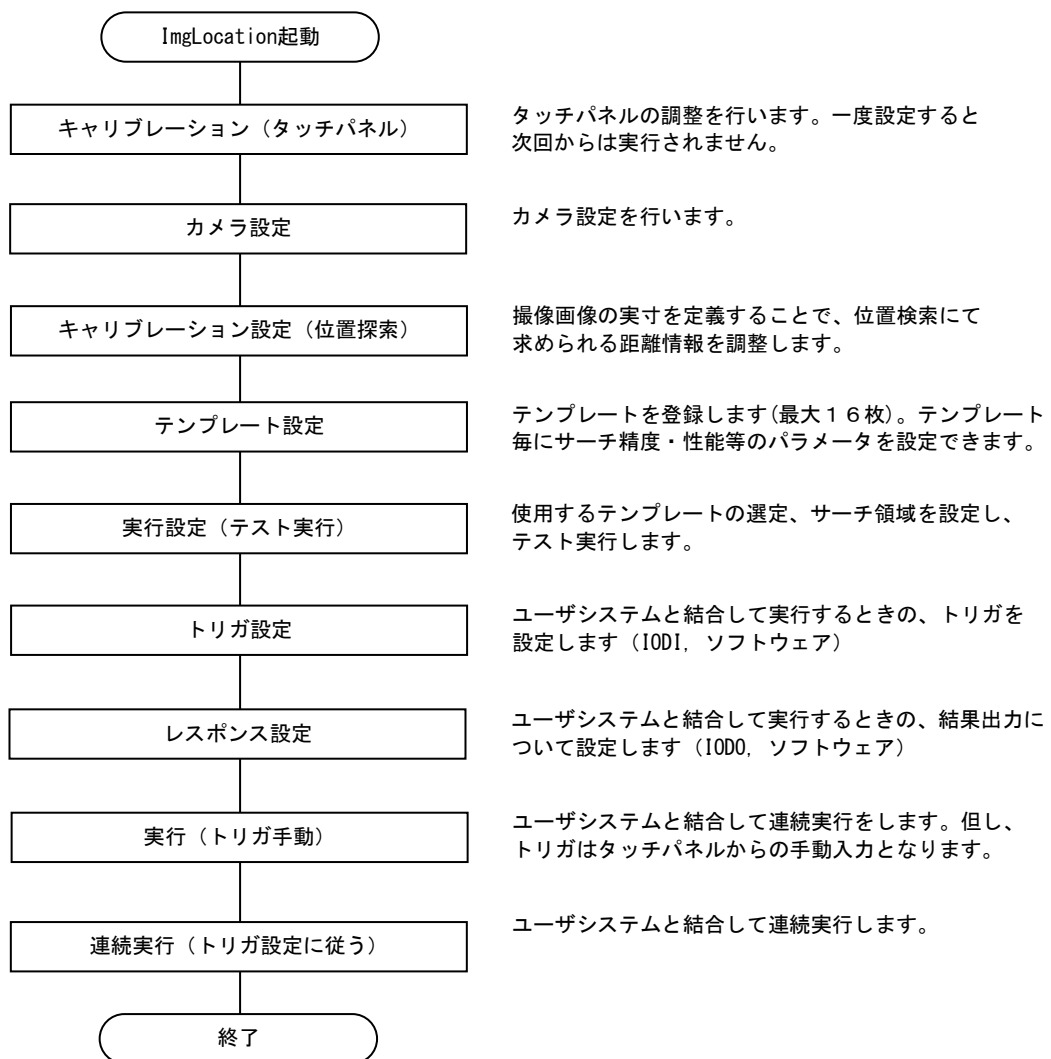 ImgLocation起動
キャリブレーション（タッチパネル）
タッチパネルの調整を行います。一度設定すると
次回からは実行されません。
カメラ設定
カメラ設定を行います。
キャリブレーション設定（位置探索）
撮像画像の実寸を定義することで、位置検索にて
求められる距離情報を調整します。
テンプレート設定
テンプレートを登録します(最大１６枚)。テンプレート
毎にサーチ精度・性能等のパラメータを設定できます。
実行設定（テスト実行）
使用するテンプレートの選定、サーチ領域を設定し、
テスト実行します。
トリガ設定
ユーザシステムと結合して実行するときの、トリガを
設定します（IODI, ソフトウェア）
レスポンス設定
ユーザシステムと結合して実行するときの、結果出力に
ついて設定します（IODO, ソフトウェア）
実行（トリガ手動）
ユーザシステムと結合して連続実行をします。但し、
トリガはタッチパネルからの手動入力となります。
連続実行（トリガ設定に従う）
ユーザシステムと結合して連続実行します。
終了